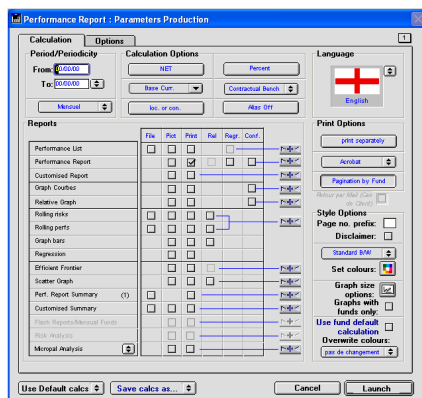 Performance Report : Parameters Production
Calculation
Options
1
Period/Periodicity
From: 00/00/00
To: 00/00/00
Mensuel
Calculation Options
NET
Percent
Base Curr.
Contractual Bench
loc. or con.
Alias Off
Language
English
Reports
File Pict Print Rel Regr. Conf.
Performance List
Performance Report
Customised Report
Graph Courbes
Relative Graph
Rolling risks
Rolling perfs
Graph bars
Regression
Efficient Frontier
Scatter Graph
Perf. Report Summary (1)
Customised Summary
Flash Reports/Mensual Funds
Risk Analysis
Micropal Analysis
Print Options
print separately
Acrobat
Pagination by Fund
Retour par Mail (Cas
de Client)
Style Options
Page no. prefix:
Disclaimer:
Standard B/W
Set colours:
Graph size
options:
Graphs with
funds only:
Use fund default
calculation
Overwrite colours:
pas de changement
Use Default calcs
Save calcs as...
Cancel
Launch